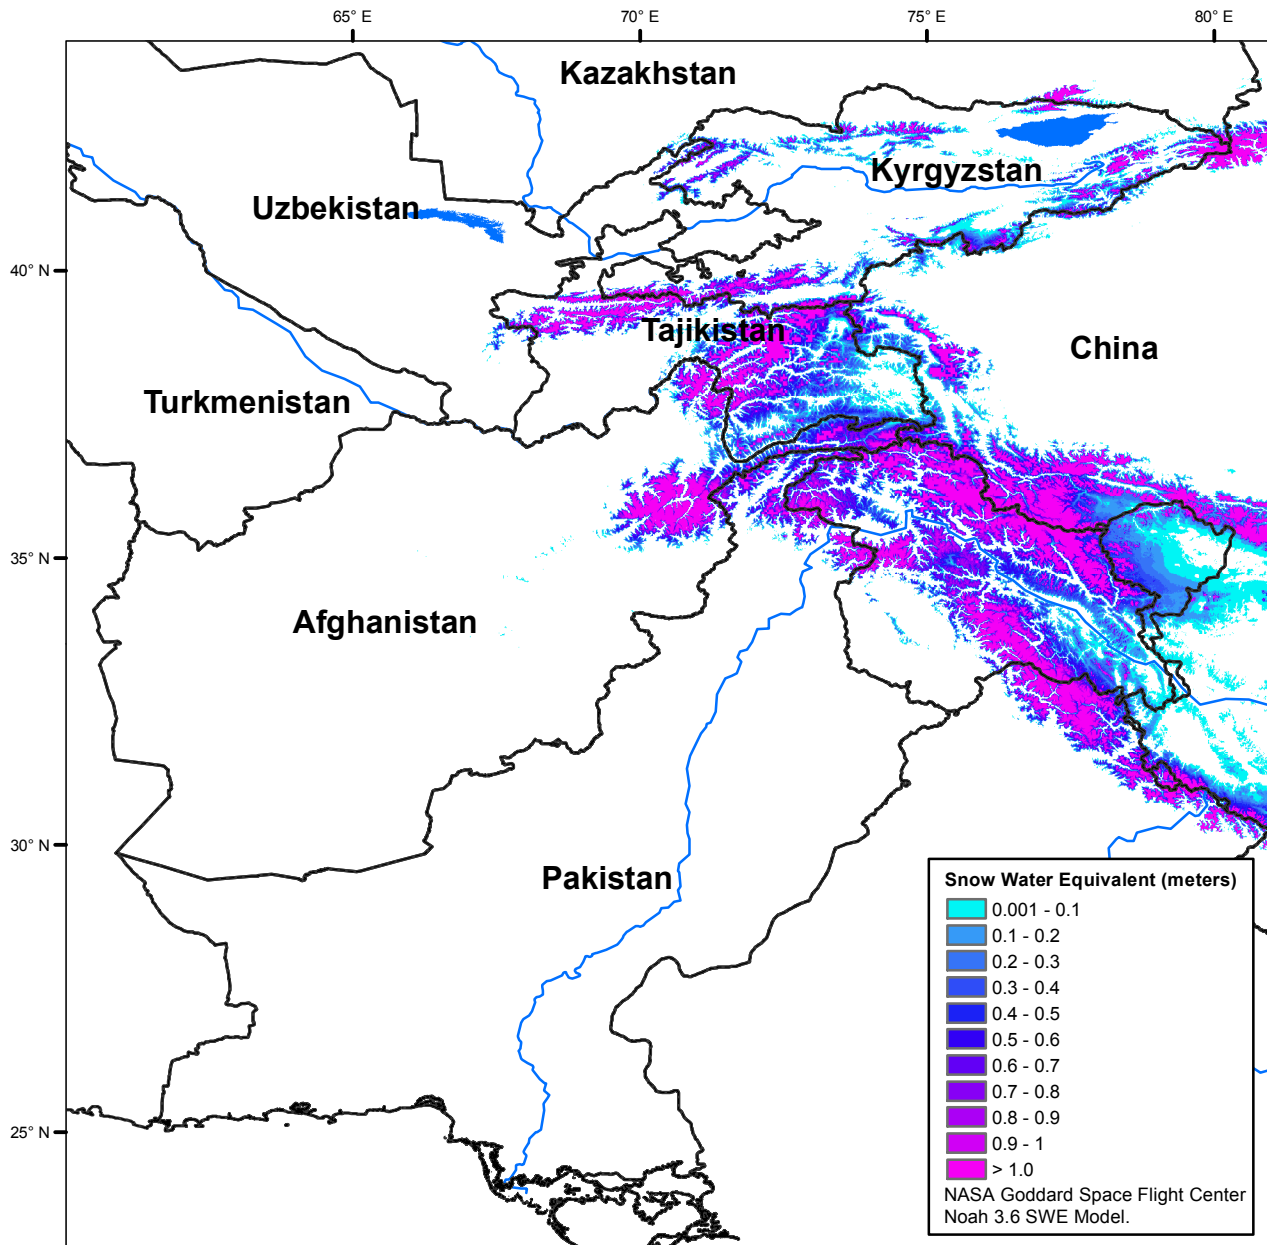 65° E
70° E
75° E
80° E
Kazakhstan
Kyrgyzstan
Uzbekistan
40° N
Tajikistan
China
Turkmenistan
35° N
Afghanistan
30° N
Pakistan
25° N
Snow Water Equivalent (meters)
0.001 - 0.1
0.1 - 0.2
0.2 - 0.3
0.3 - 0.4
0.4 - 0.5
0.5 - 0.6
0.6 - 0.7
0.7 - 0.8
0.8 - 0.9
0.9 - 1
> 1.0
NASA Goddard Space Flight Center
Noah 3.6 SWE Model.